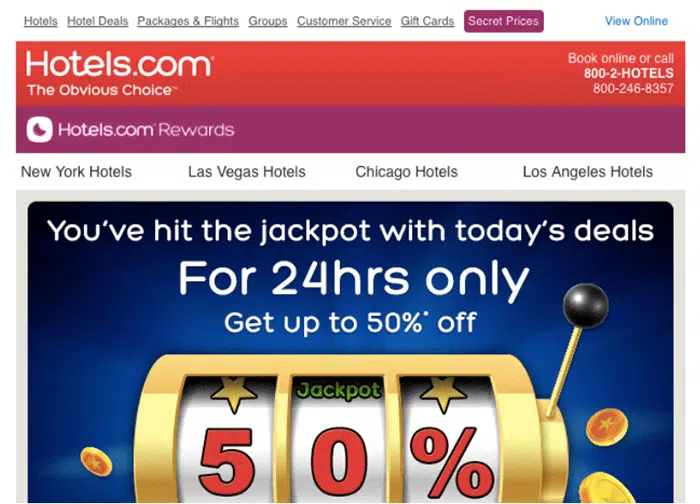 Hotels Hotel Deals Packages & Flights Groups Customer Service Gift Cards Secret Prices View Online
Hotels.com®
The Obvious Choice™
Book online or call
800-2-HOTELS
800-246-8357
Hotels.com® Rewards
New York Hotels Las Vegas Hotels Chicago Hotels Los Angeles Hotels
You've hit the jackpot with today's deals
For 24hrs only
Get up to 50%* off
Jackpot
50%